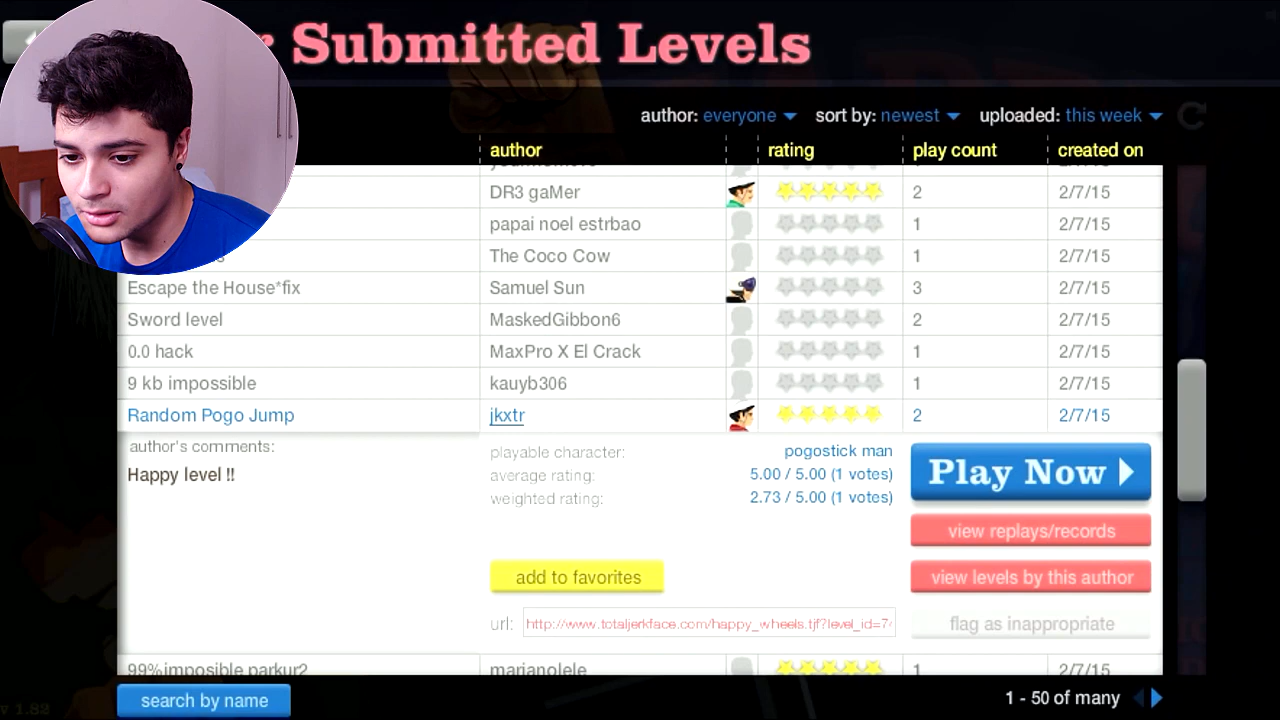 Submitted Levels
author: everyone sort by: newest uploaded: this week
author rating play count created on
DR3 gaMer 2 2/7/15
papai noel estrbao 1 2/7/15
The Coco Cow 1 2/7/15
Escape the House*fix Samuel Sun 3 2/7/15
Sword level MaskedGibbon6 2 2/7/15
0.0 hack MaxPro X El Crack 1 2/7/15
9 kb impossible kauyb306 1 2/7/15
Random Pogo Jump jkxtr 2 2/7/15
author's comments:
Happy level !!
playable character: pogostick man
average rating: 5.00 / 5.00 (1 votes)
weighted rating: 2.73 / 5.00 (1 votes)
Play Now
view replays/records
add to favorites
view levels by this author
url: http://www.totaljerkface.com/happy_wheels.tjf?level_id=7
flag as inappropriate
99%imposible parkur2 marianolele 1 2/7/15
search by name
1 - 50 of many
v 1.82